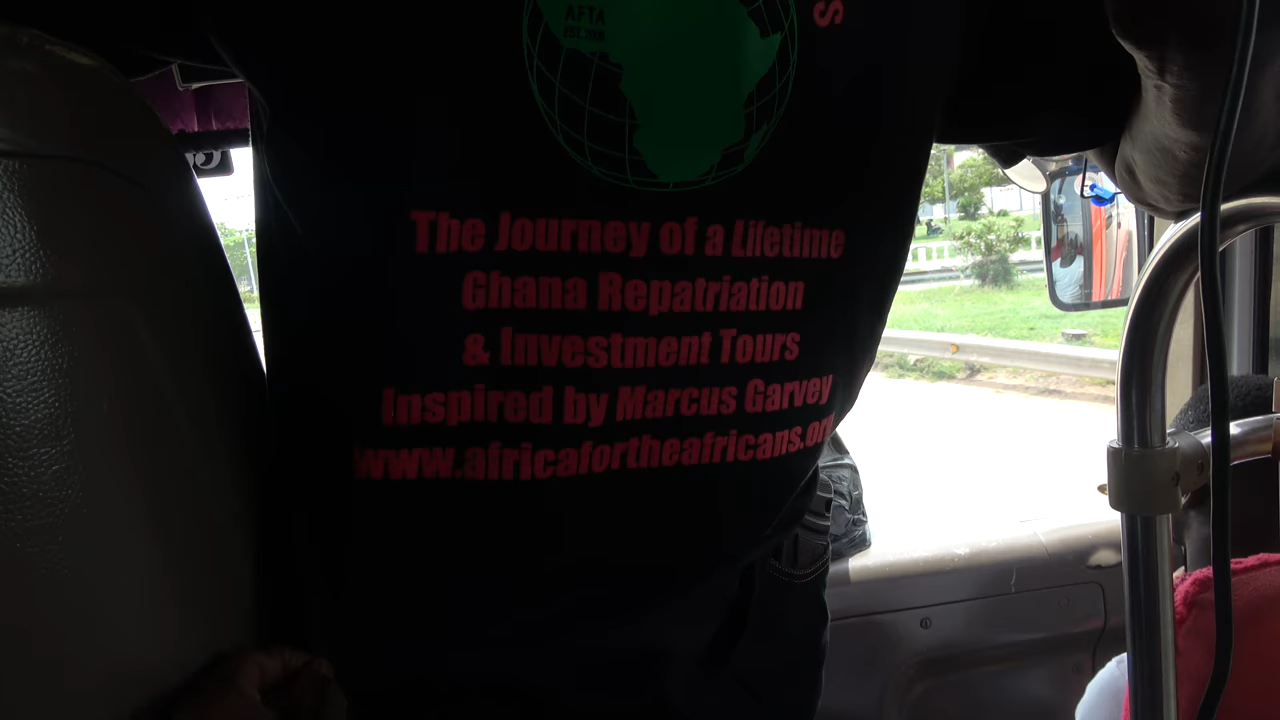 AFTA
The Journey of a Lifetime
Ghana Repatriation
& Investment Tours
Inspired by Marcus Garvey
www.africafortheafricans.org